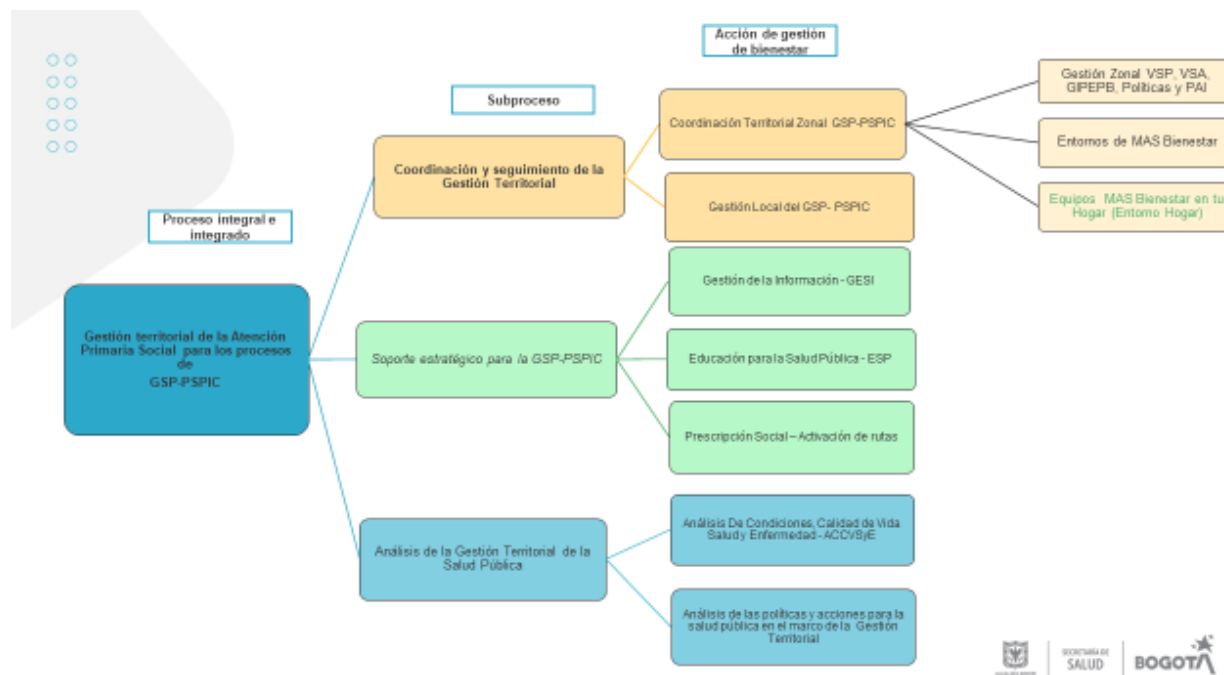 Acción de gestión
de bienestar
Subproceso
Proceso integral e
integrado
Gestión territorial de la Atención
Primaria Social para los procesos
de
GSP-PSPIC
Coordinación y seguimiento de la
Gestión Territorial
Coordinación Territorial Zonal GSP-PSPIC
Gestión Zonal VSP, VSA,
GIPEPB, Políticas y PAI
Entornos de MAS Bienestar
Equipos MAS Bienestar en tu
Hogar (Entorno Hogar)
Gestión Local del GSP- PSPIC
Soporte estratégico para la GSP-PSPIC
Gestión de la Información - GESI
Educación para la Salud Pública - ESP
Prescripción Social – Activación de rutas
Análisis de la Gestión Territorial de la
Salud Pública
Análisis De Condiciones, Calidad de Vida
Salud y Enfermedad - ACCVSyE
Análisis de las políticas y acciones para la
salud pública en el marco de la Gestión
Territorial
SECRETARÍA DE
SALUD
BOGOTÁ